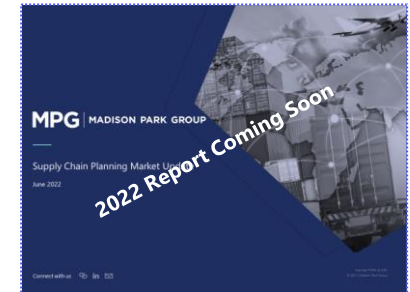 MPG | MADISON PARK GROUP
Supply Chain Planning Market Update
June 2022
2022 Report Coming Soon
Connect with us